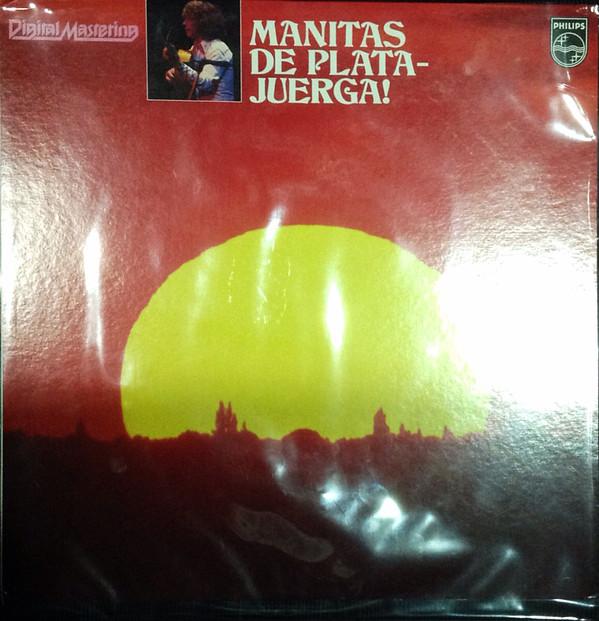 Digital Mastering
MANITAS
DE PLATA-
JUERGA!
PHILIPS